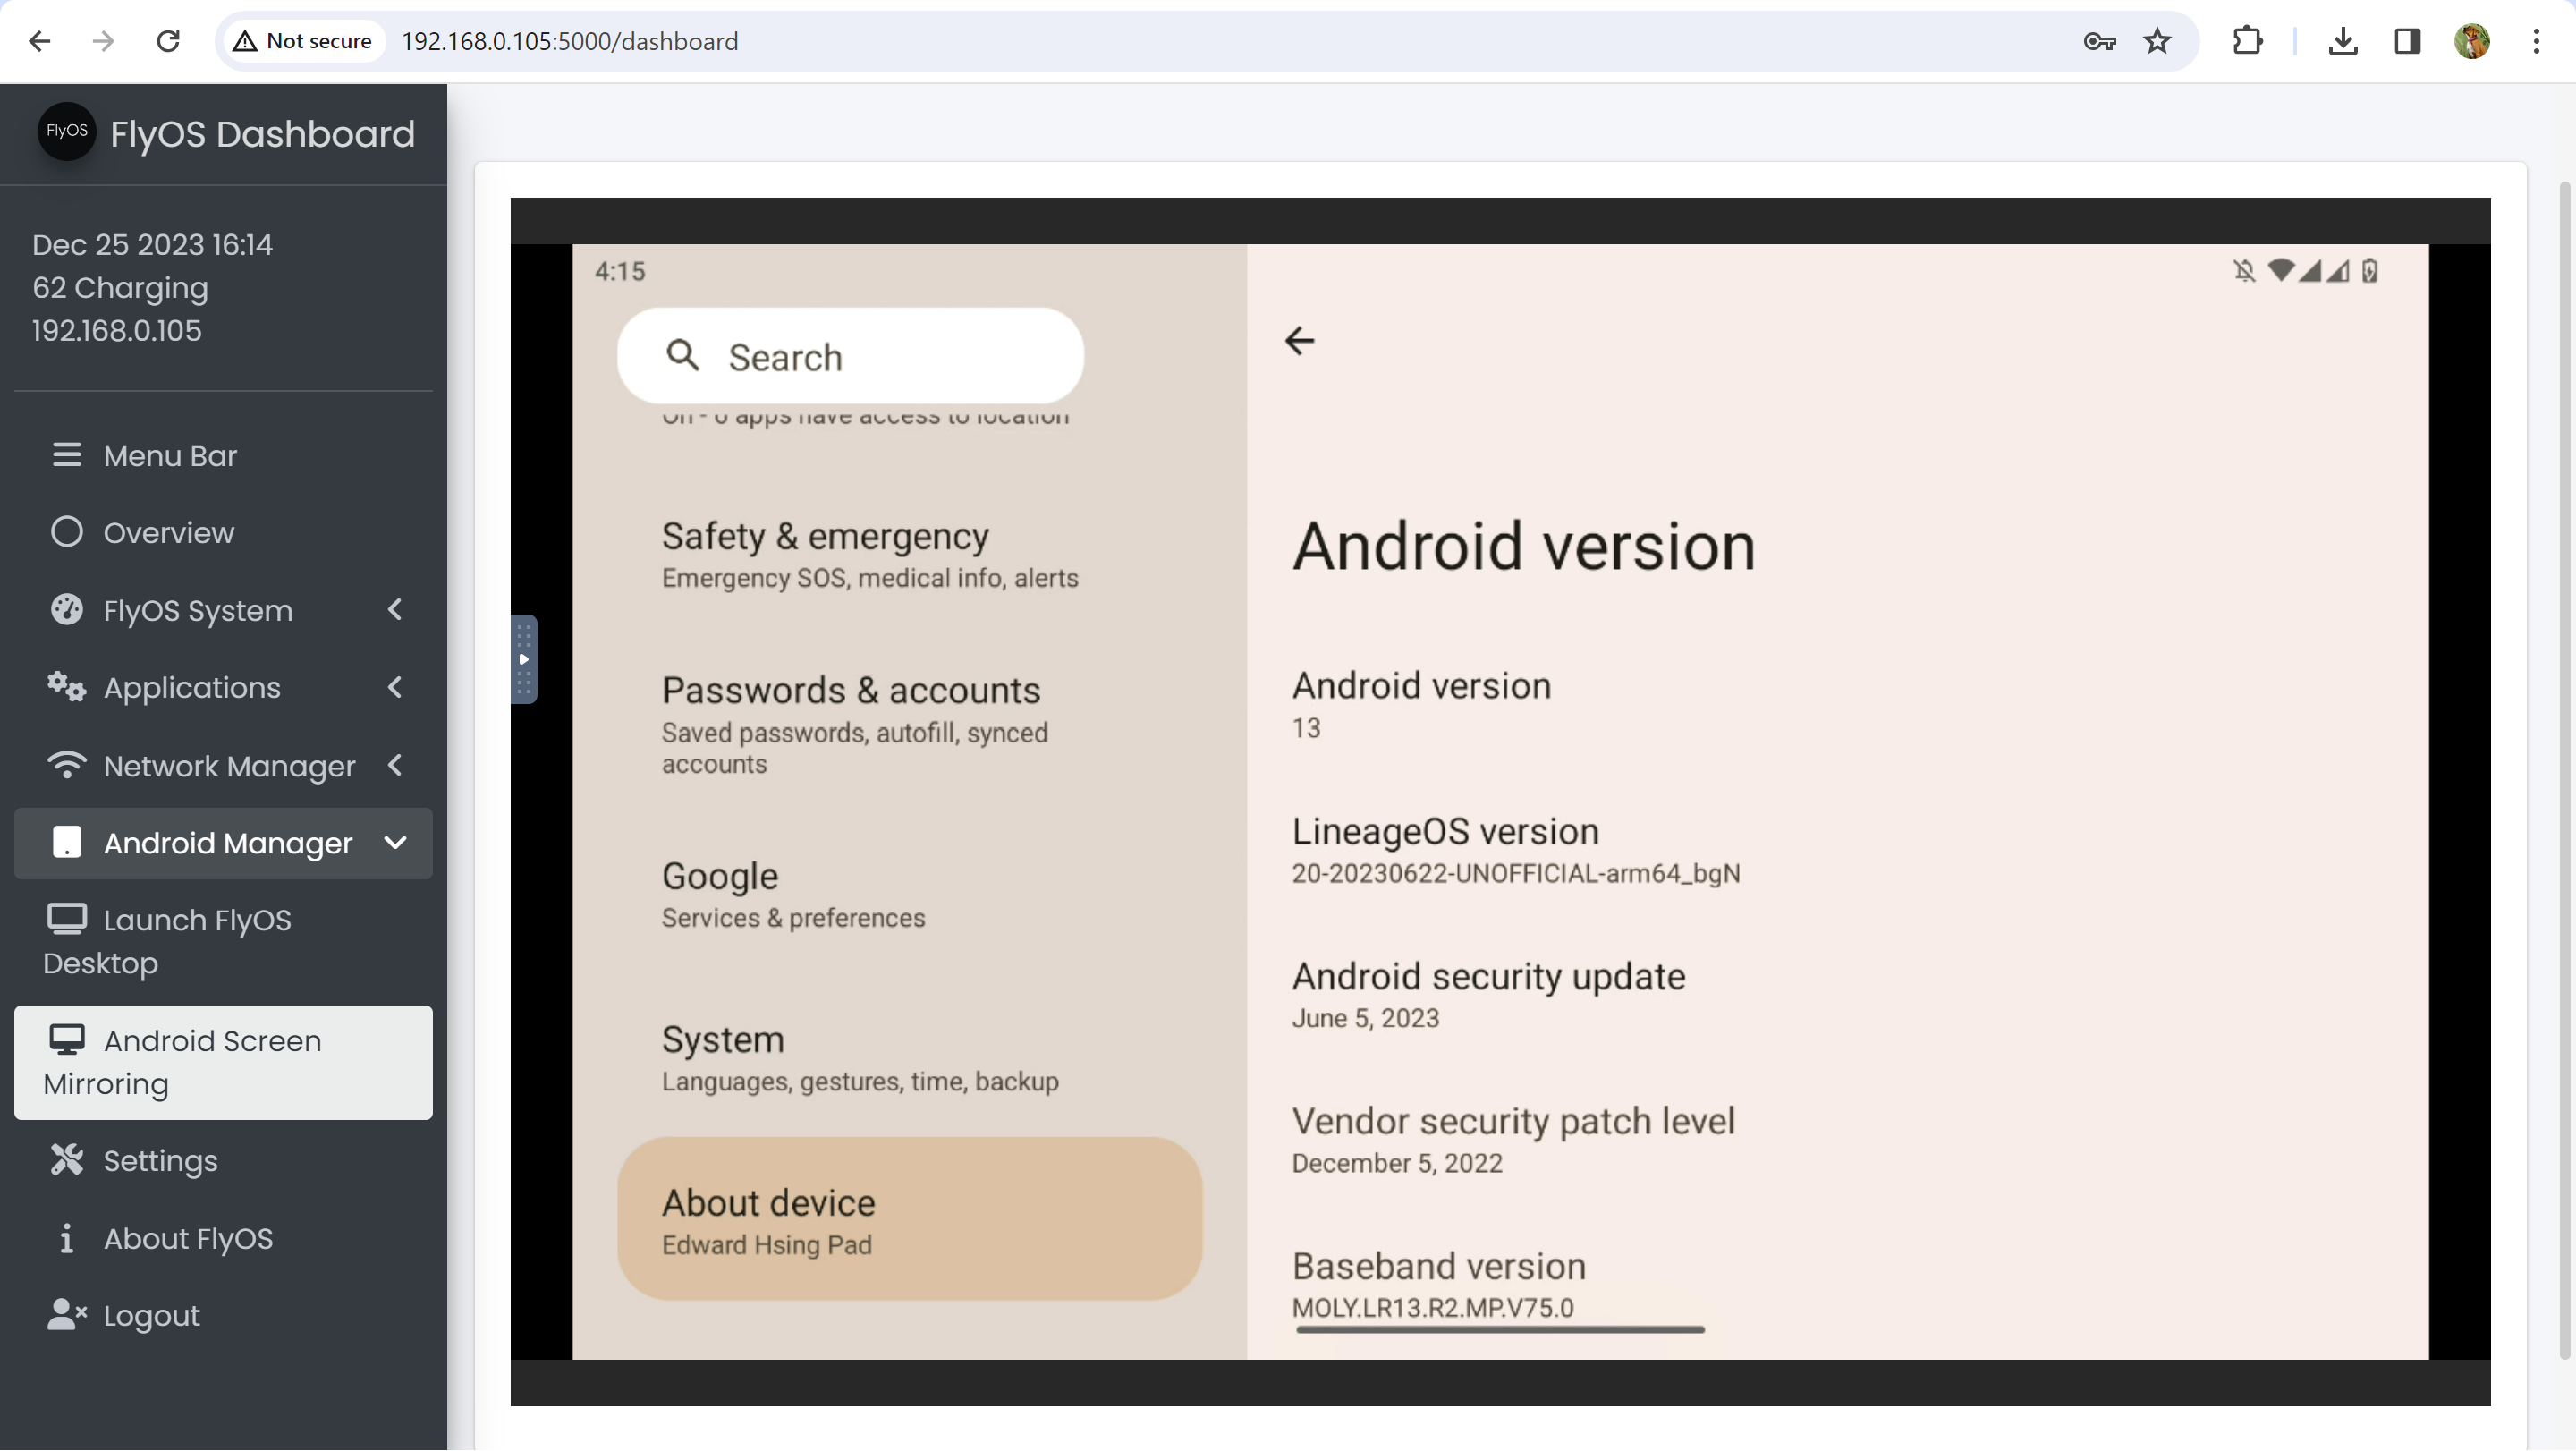 Not secure
192.168.0.105:5000/dashboard
FlyOS
FlyOS Dashboard
Dec 25 2023 16:14
62 Charging
192.168.0.105
Menu Bar
Overview
FlyOS System
Applications
Network Manager
Android Manager
Launch FlyOS
Desktop
Android Screen
Mirroring
Settings
About FlyOS
Logout
4:15
Search
apps have access to location
Safety & emergency
Emergency SOS, medical info, alerts
Passwords & accounts
Saved passwords, autofill, synced
accounts
Google
Services & preferences
System
Languages, gestures, time, backup
About device
Edward Hsing Pad
Android version
Android version
13
LineageOS version
20-20230622-UNOFFICIAL-arm64_bgN
Android security update
June 5, 2023
Vendor security patch level
December 5, 2022
Baseband version
MOLY.LR13.R2.MP.V75.0